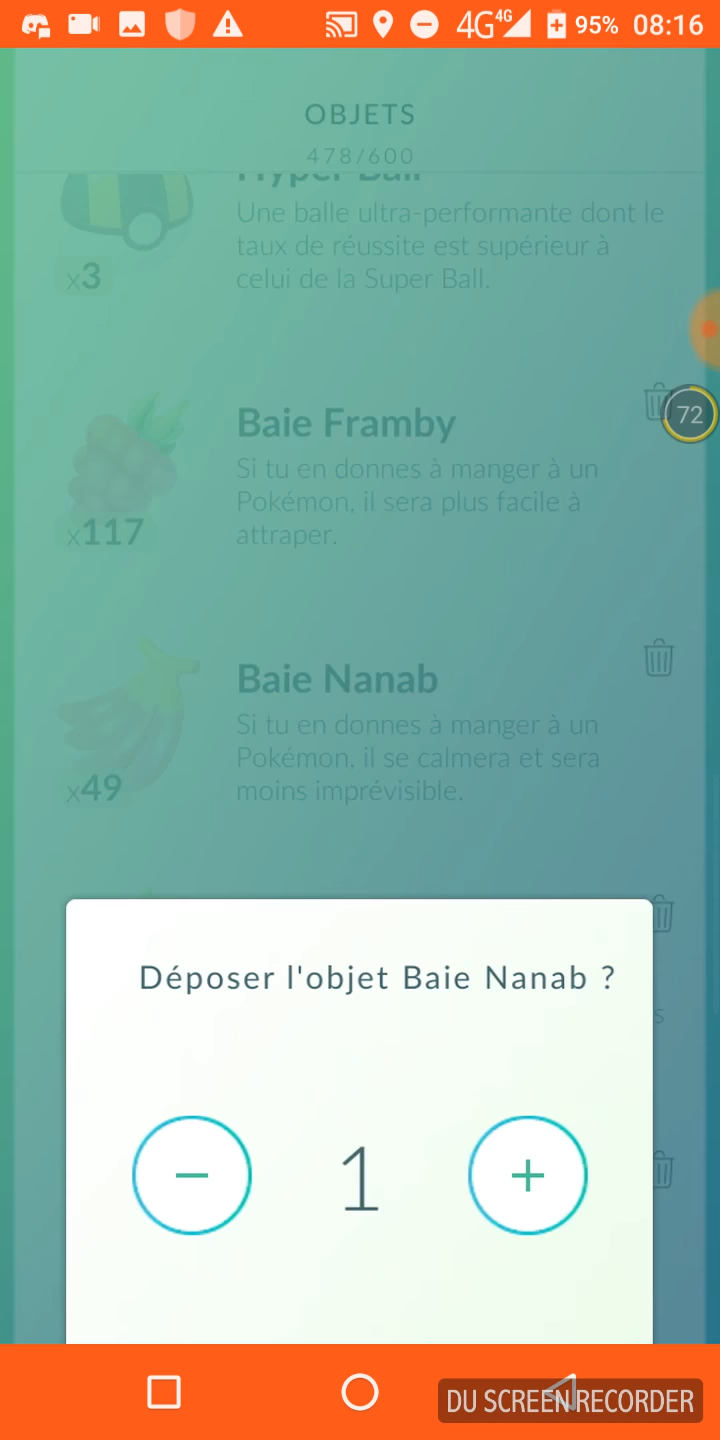 4G 4G 95% 08:16
OBJETS
478/600
Hyper Ball
Une balle ultra-performante dont le
taux de réussite est supérieur à
celui de la Super Ball.
x3
Baie Framby
72
Si tu en donnes à manger à un
Pokémon, il sera plus facile à
attraper.
x117
Baie Nanab
Si tu en donnes à manger à un
Pokémon, il se calmera et sera
moins imprévisible.
x49
Déposer l'objet Baie Nanab ?
s
1
DU SCREEN RECORDER